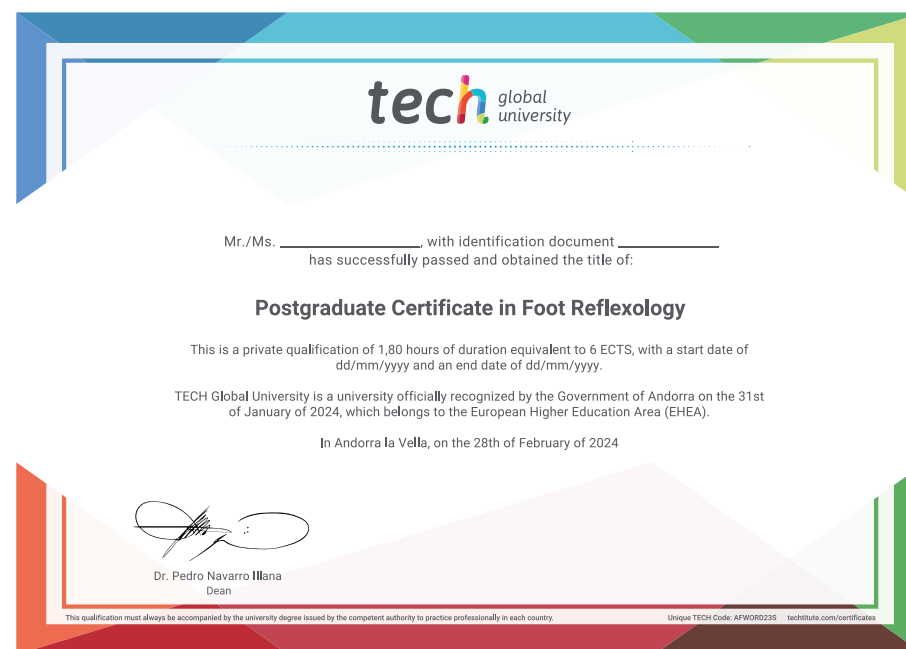 tech global
university
Mr./Ms. ____________________, with identification document ______________
has successfully passed and obtained the title of:
Postgraduate Certificate in Foot Reflexology
This is a private qualification of 1,80 hours of duration equivalent to 6 ECTS, with a start date of
dd/mm/yyyy and an end date of dd/mm/yyyy.
TECH Global University is a university officially recognized by the Government of Andorra on the 31st
of January of 2024, which belongs to the European Higher Education Area (EHEA).
In Andorra la Vella, on the 28th of February of 2024
Dr. Pedro Navarro Illana
Dean
This qualification must always be accompanied by the university degree issued by the competent authority to practice professionally in each country.
Unique TECH Code: AFWORD23S techtitute.com/certificates